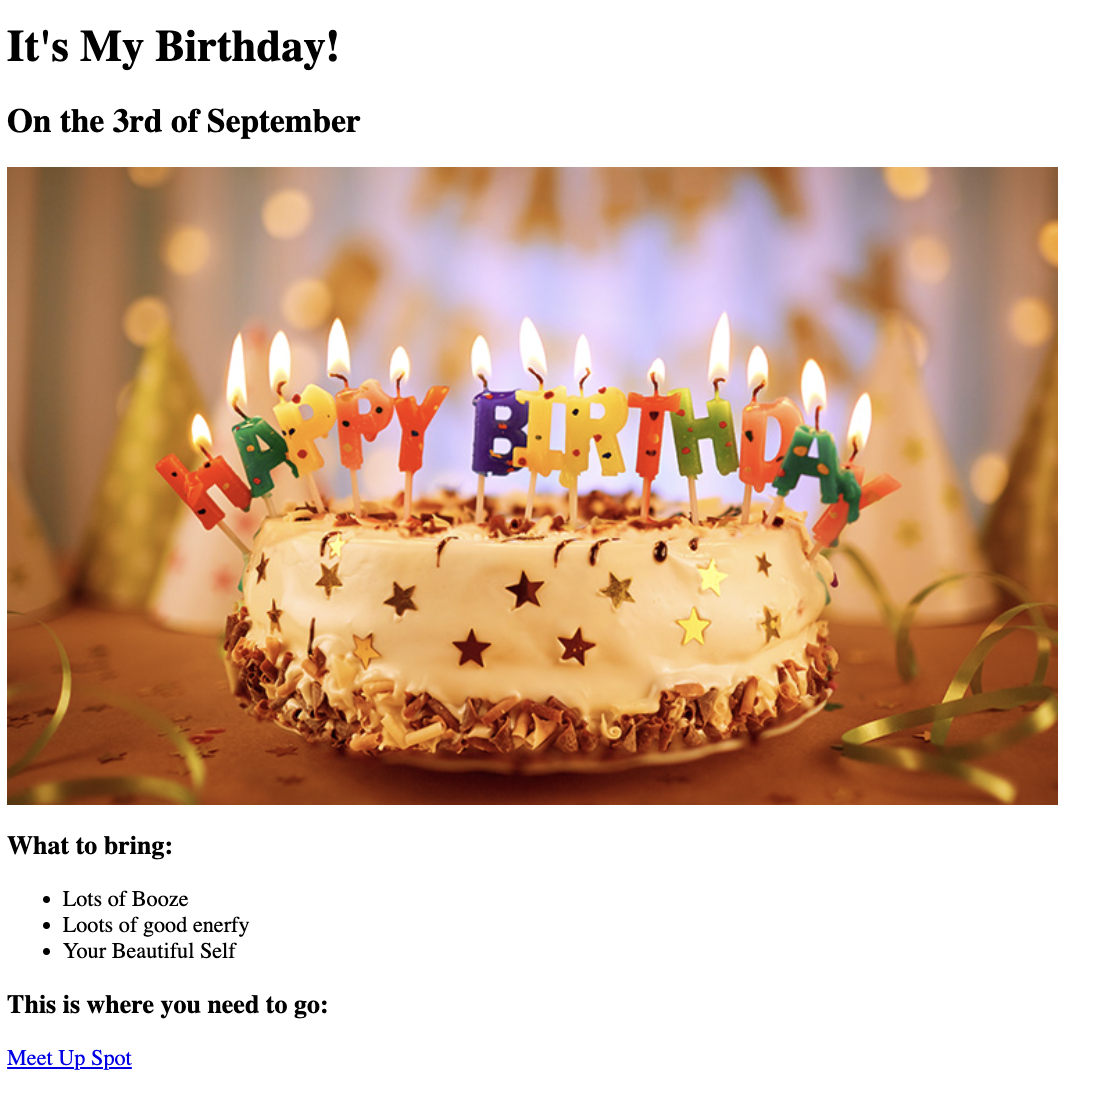 It's My Birthday!
On the 3rd of September
HAPPY BIRTHDAY
What to bring:
Lots of Booze
Loots of good enerfy
Your Beautiful Self
This is where you need to go:
Meet Up Spot